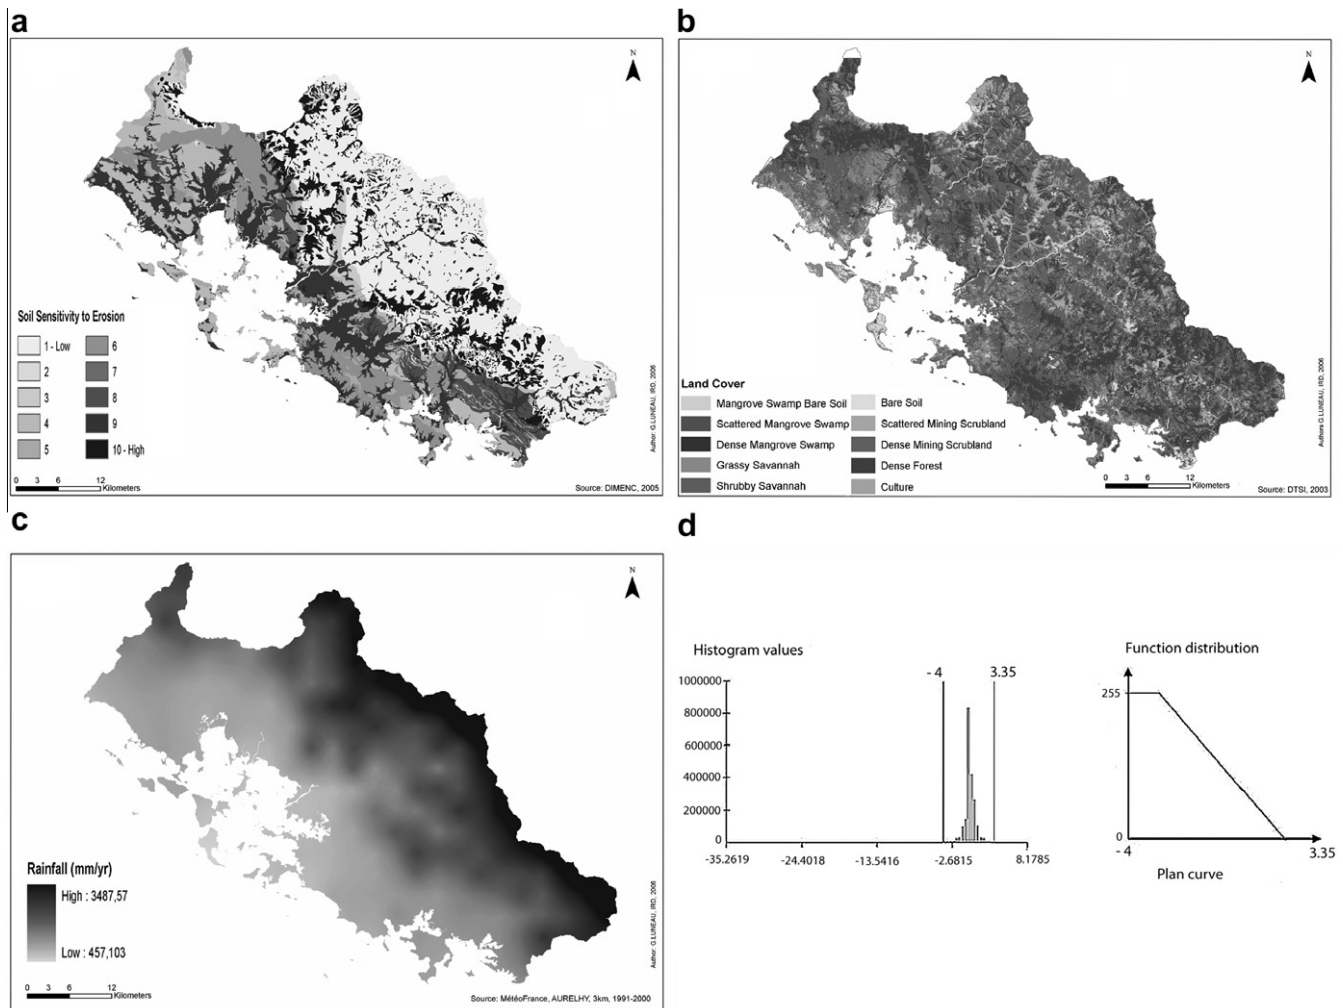 a
N
Soil Sensitivity to Erosion
1 - Low 6
2 7
3 8
4 9
5 10 - High
0 3 6 12
Kilometers
Author: G.LUNEAU, IRD, 2006
Source: DIMENC, 2005
b
N
Land Cover
Mangrove Swamp Bare Soil Bare Soil
Scattered Mangrove Swamp Scattered Mining Scrubland
Dense Mangrove Swamp Dense Mining Scrubland
Grassy Savannah Dense Forest
Shrubby Savannah Culture
0 3 6 12
Kilometers
Authors G.LUNEAU, IRD, 2006
Source: DTSI, 2003
c
N
Rainfall (mm/yr)
High : 3487,57
Low : 457,103
0 3 6 12
Kilometers
Author: G.LUNEAU, IRD, 2006
Source: MétéoFrance, AURELHY, 3km, 1991-2000
d
Histogram values
- 4 3.35
1000000
800000
600000
400000
200000
0
-35.2619 -24.4018 -13.5416 -2.6815 8.1785
Function distribution
255
0
- 4 3.35
Plan curve